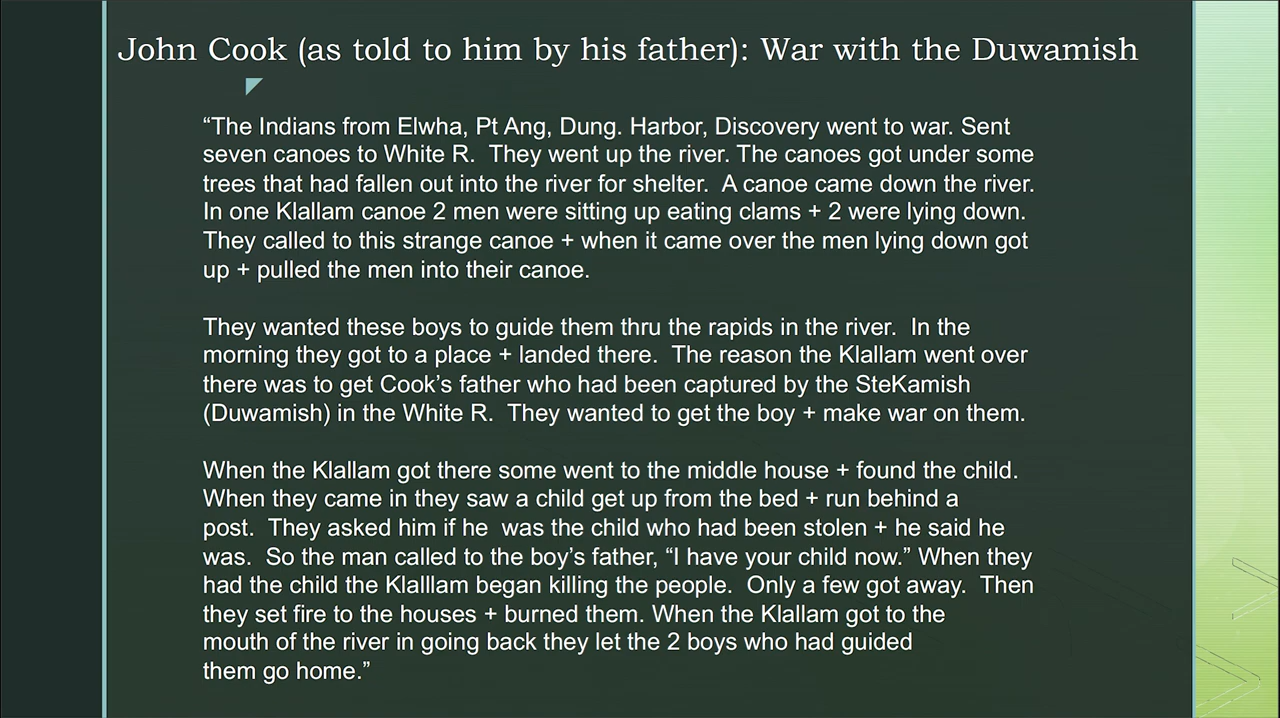 John Cook (as told to him by his father): War with the Duwamish
“The Indians from Elwha, Pt Ang, Dung. Harbor, Discovery went to war. Sent
seven canoes to White R.  They went up the river. The canoes got under some
trees that had fallen out into the river for shelter.  A canoe came down the river.
In one Klallam canoe 2 men were sitting up eating clams + 2 were lying down.
They called to this strange canoe + when it came over the men lying down got
up + pulled the men into their canoe.
They wanted these boys to guide them thru the rapids in the river.  In the
morning they got to a place + landed there.  The reason the Klallam went over
there was to get Cook’s father who had been captured by the SteKamish
(Duwamish) in the White R.  They wanted to get the boy + make war on them.
When the Klallam got there some went to the middle house + found the child.
When they came in they saw a child get up from the bed + run behind a
post.  They asked him if he  was the child who had been stolen + he said he
was.  So the man called to the boy’s father, “I have your child now.” When they
had the child the Klalllam began killing the people.  Only a few got away.  Then
they set fire to the houses + burned them. When the Klallam got to the
mouth of the river in going back they let the 2 boys who had guided
them go home.”